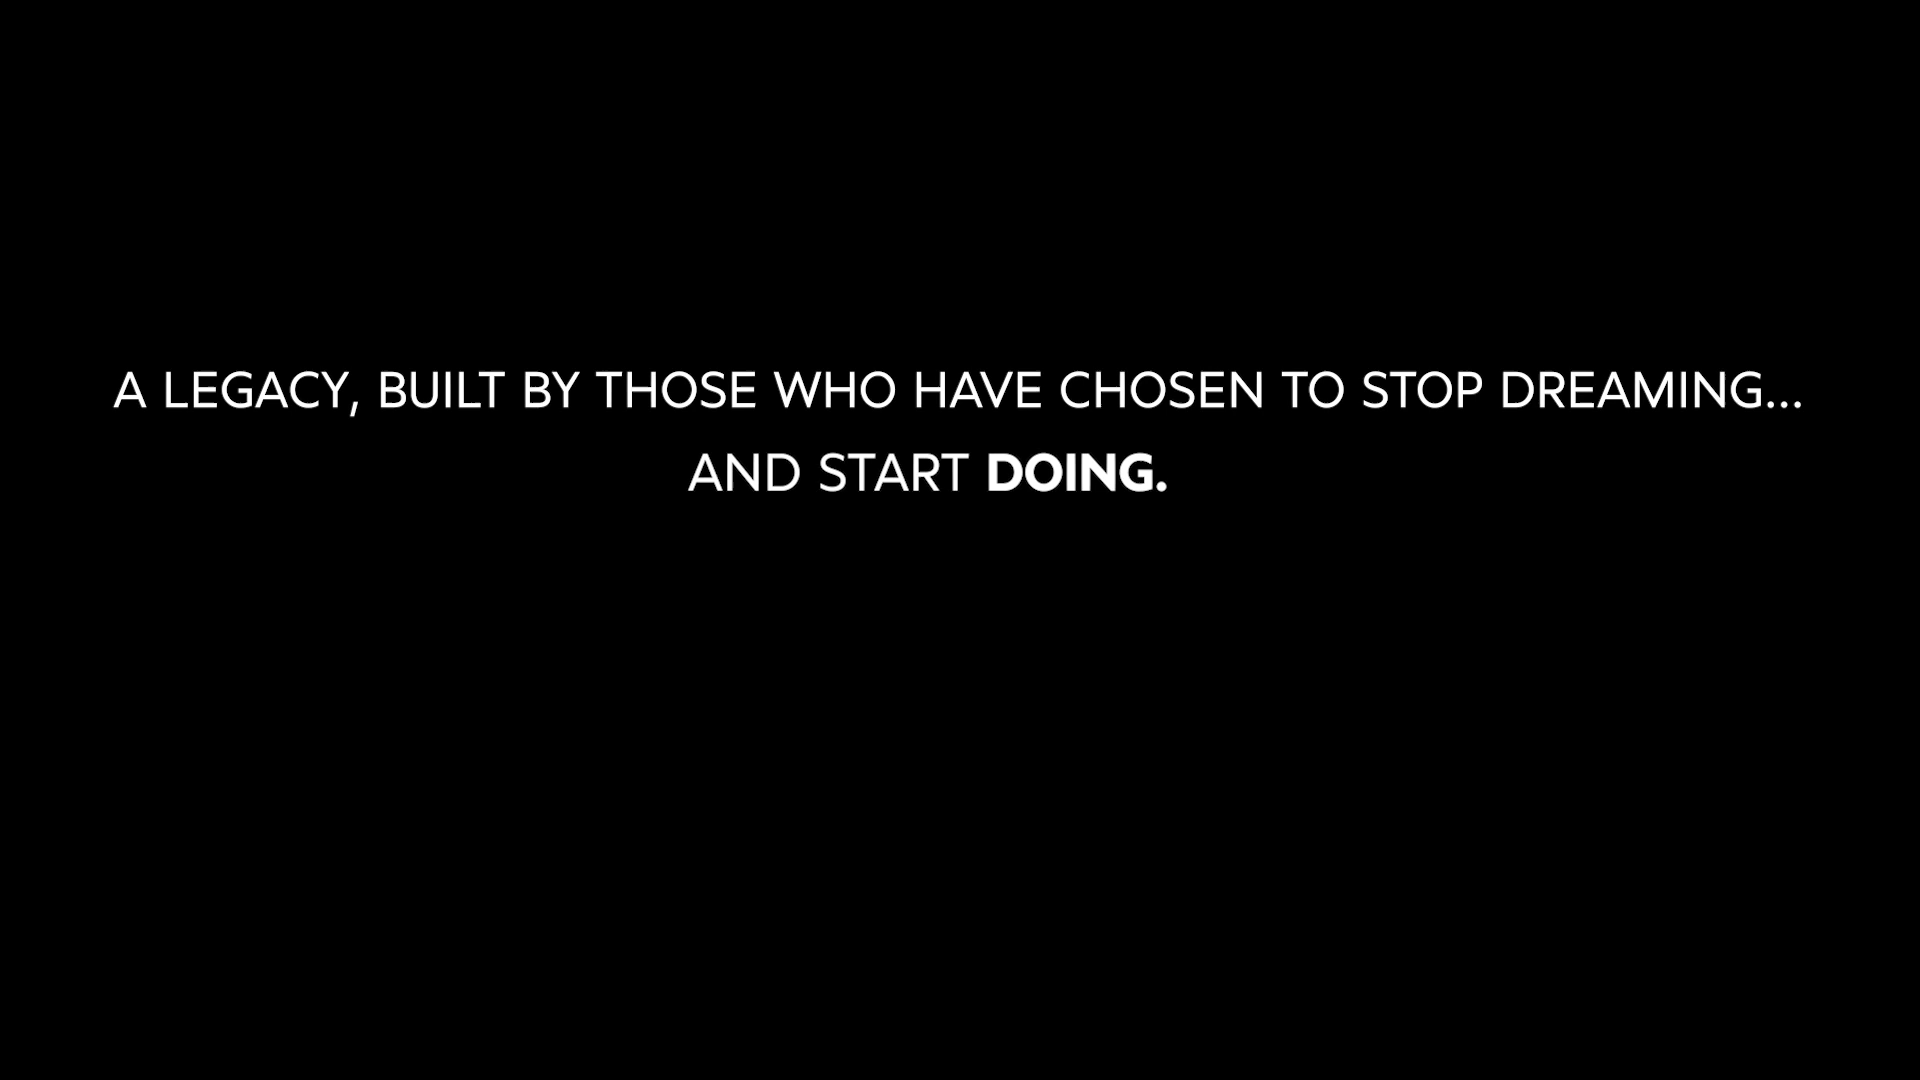 A LEGACY, BUILT BY THOSE WHO HAVE CHOSEN TO STOP DREAMING...
AND START DOING.